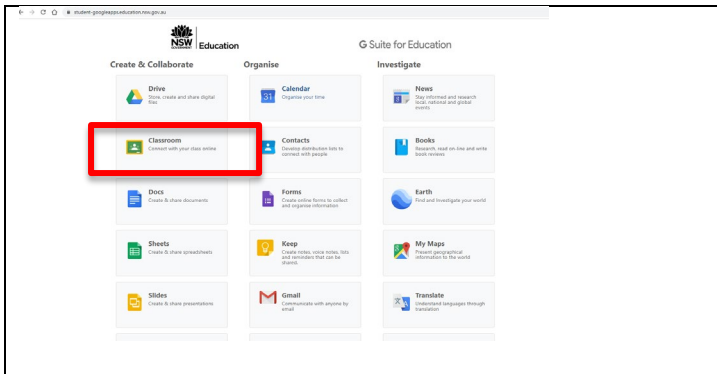 student-googleapps.education.nsw.gov.au
NSW
GOVERNMENT
Education
G Suite for Education
Create & Collaborate
Organise
Investigate
Drive
Store, create and share digital
files
Calendar
Organise your time
31
News
Stay informed and research
local, national and global
events
Classroom
Connect with your class online
Contacts
Develop distribution lists to
connect with people
Books
Research, read on-line and write
book reviews
Docs
Create & share documents
Forms
Create online forms to collect
and organise information
Earth
Find and Investigate your world
Sheets
Create & share spreadsheets
Keep
Create notes, voice notes, lists
and reminders that can be
shared.
My Maps
Present geographical
information to the world
Slides
Create & share presentations
Gmail
Communicate with anyone by
email
Translate
Understand languages through
translation